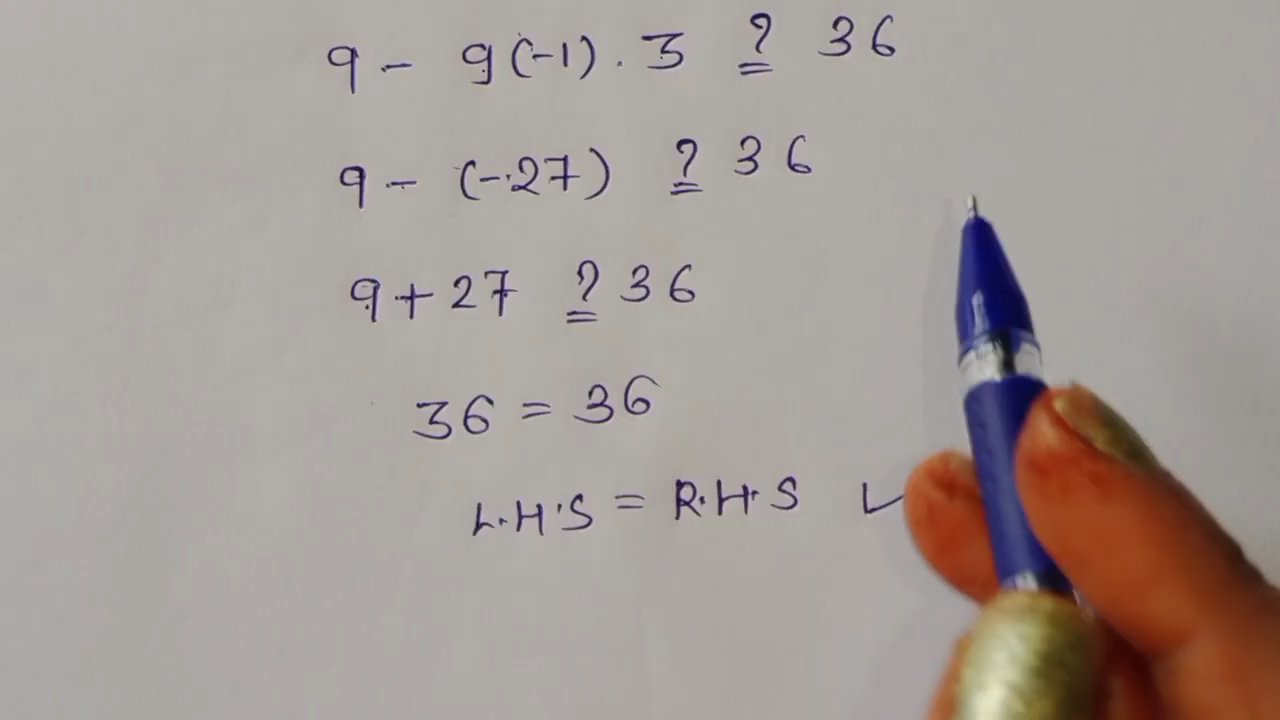 9 - 9(-1) . 3 ≟ 36
9 - (-27) ≟ 36
9 + 27 ≟ 36
36 = 36
L.H.S = R.H.S ✓